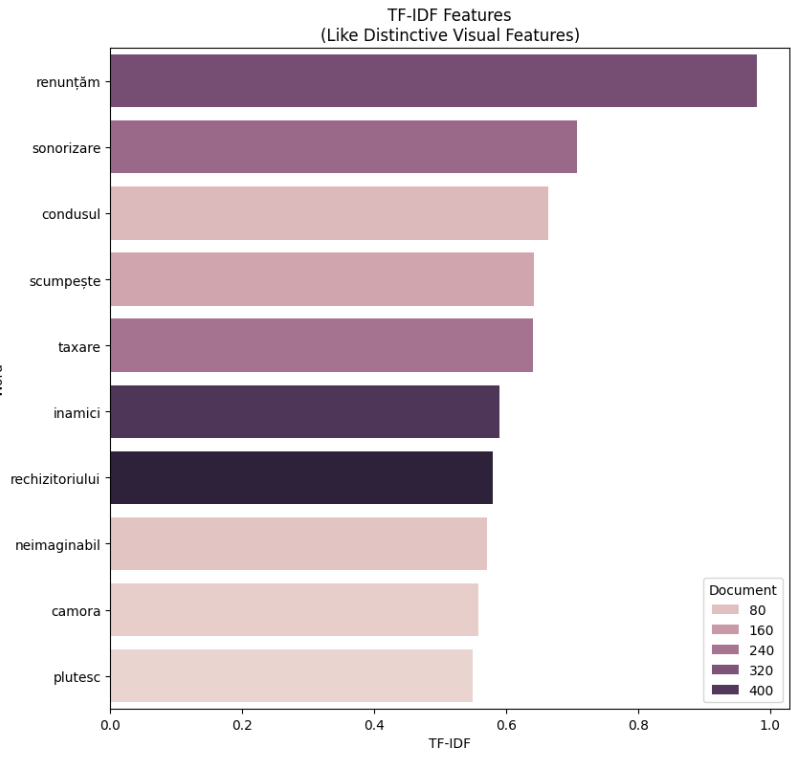 TF-IDF Features
(Like Distinctive Visual Features)
renunțăm
sonorizare
condusul
scumpește
taxare
inamici
rechizitoriului
neimaginabil
camora
plutesc
Document
80
160
240
320
400
0.0 0.2 0.4 0.6 0.8 1.0
TF-IDF